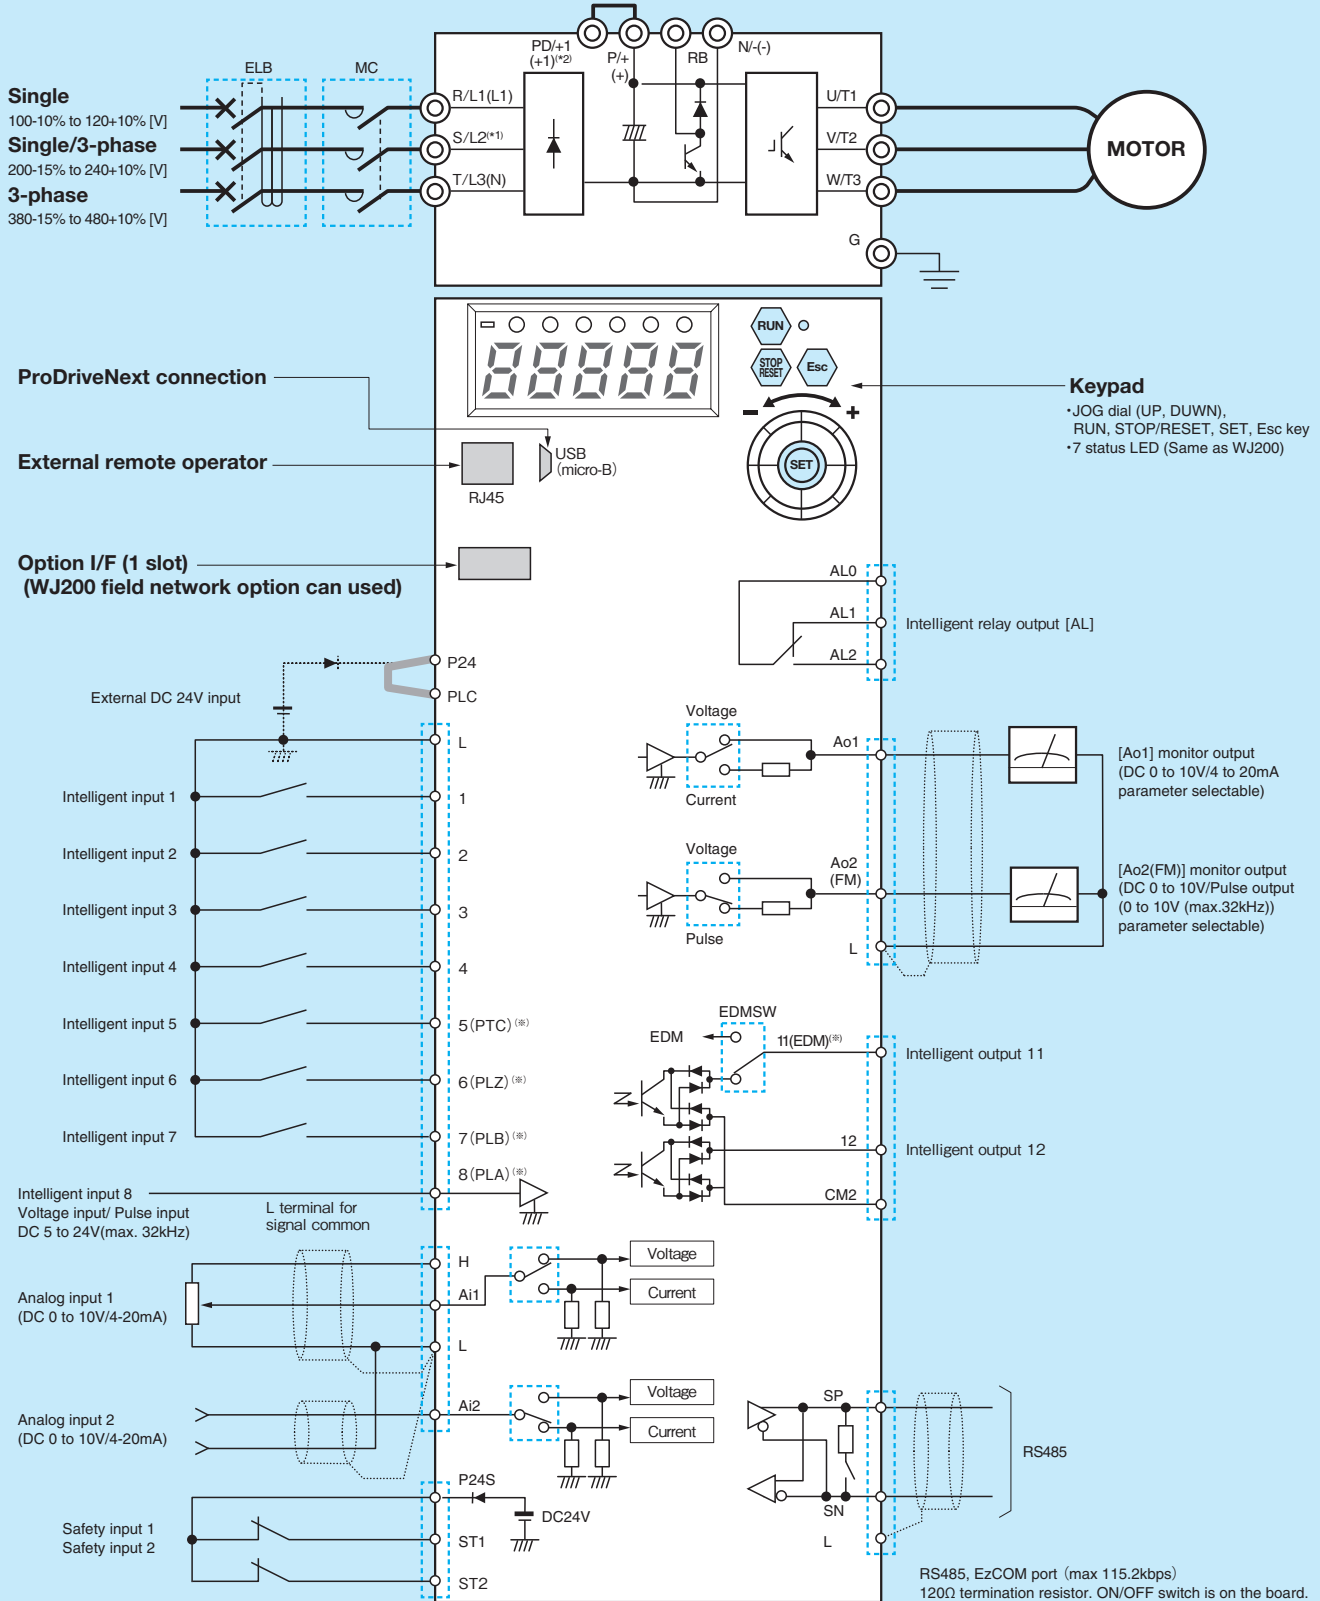 PD/+1
(+1)(*2)
P/+
(+)
RB
N/-(-)
ELB
MC
Single
100-10% to 120+10% [V]
Single/3-phase
200-15% to 240+10% [V]
3-phase
380-15% to 480+10% [V]
R/L1(L1)
S/L2(*1)
T/L3(N)
U/T1
V/T2
W/T3
MOTOR
G
RUN
STOP
RESET
Esc
SET
ProDriveNext connection
USB
(micro-B)
External remote operator
RJ45
Keypad
・JOG dial (UP, DUWN),
RUN, STOP/RESET, SET, Esc key
・7 status LED (Same as WJ200)
Option I/F (1 slot)
(WJ200 field network option can used)
AL0
AL1
AL2
Intelligent relay output [AL]
P24
PLC
External DC 24V input
L
Intelligent input 1
1
Intelligent input 2
2
Intelligent input 3
3
Intelligent input 4
4
Intelligent input 5
5(PTC)(※)
Intelligent input 6
6(PLZ)(※)
Intelligent input 7
7(PLB)(※)
8(PLA)(※)
Intelligent input 8
Voltage input/ Pulse input
DC 5 to 24V(max. 32kHz)
L terminal for
signal common
Voltage
Current
Ao1
[Ao1] monitor output
(DC 0 to 10V/4 to 20mA
parameter selectable)
Voltage
Pulse
Ao2
(FM)
[Ao2(FM)] monitor output
(DC 0 to 10V/Pulse output
(0 to 10V (max.32kHz))
parameter selectable)
L
EDMSW
EDM
11(EDM)(※)
Intelligent output 11
12
Intelligent output 12
CM2
H
Ai1
L
Analog input 1
(DC 0 to 10V/4-20mA)
Voltage
Current
Ai2
Analog input 2
(DC 0 to 10V/4-20mA)
Voltage
Current
P24S
DC24V
Safety input 1
Safety input 2
ST1
ST2
SP
SN
L
RS485
RS485, EzCOM port (max 115.2kbps)
120Ω termination resistor. ON/OFF switch is on the board.